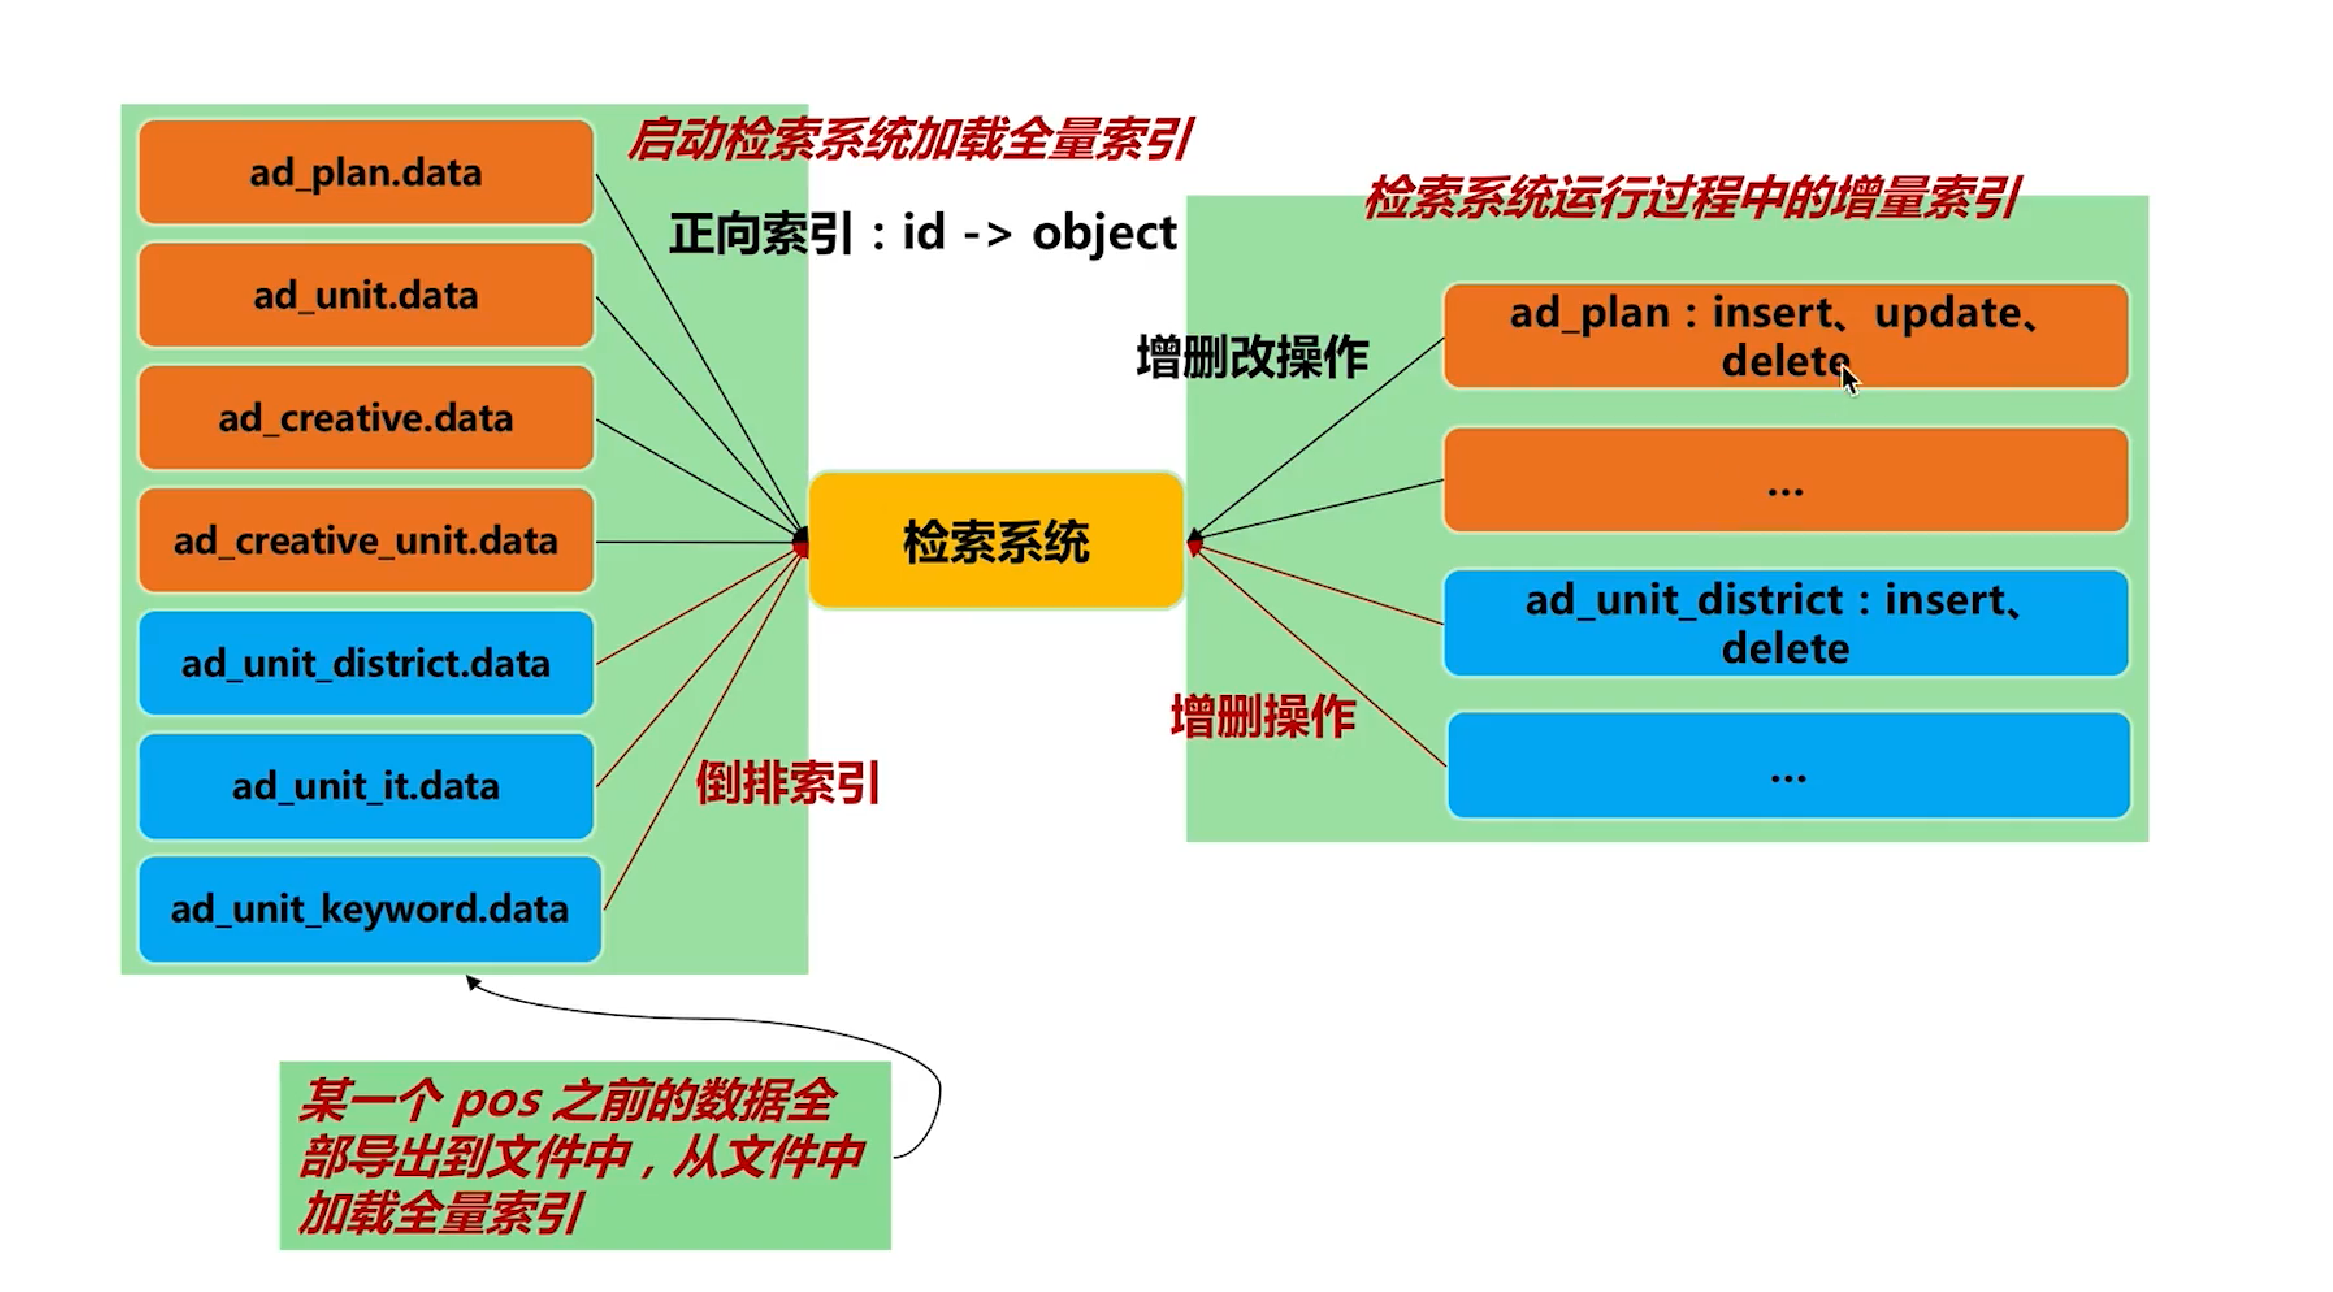 启动检索系统加载全量索引
正向索引：id -> object
ad_plan.data
ad_unit.data
ad_creative.data
ad_creative_unit.data
ad_unit_district.data
ad_unit_it.data
ad_unit_keyword.data
倒排索引
检索系统
检索系统运行过程中的增量索引
增删改操作
ad_plan：insert、update、
delete
...
ad_unit_district：insert、
delete
...
增删操作
某一个 pos 之前的数据全
部导出到文件中，从文件中
加载全量索引